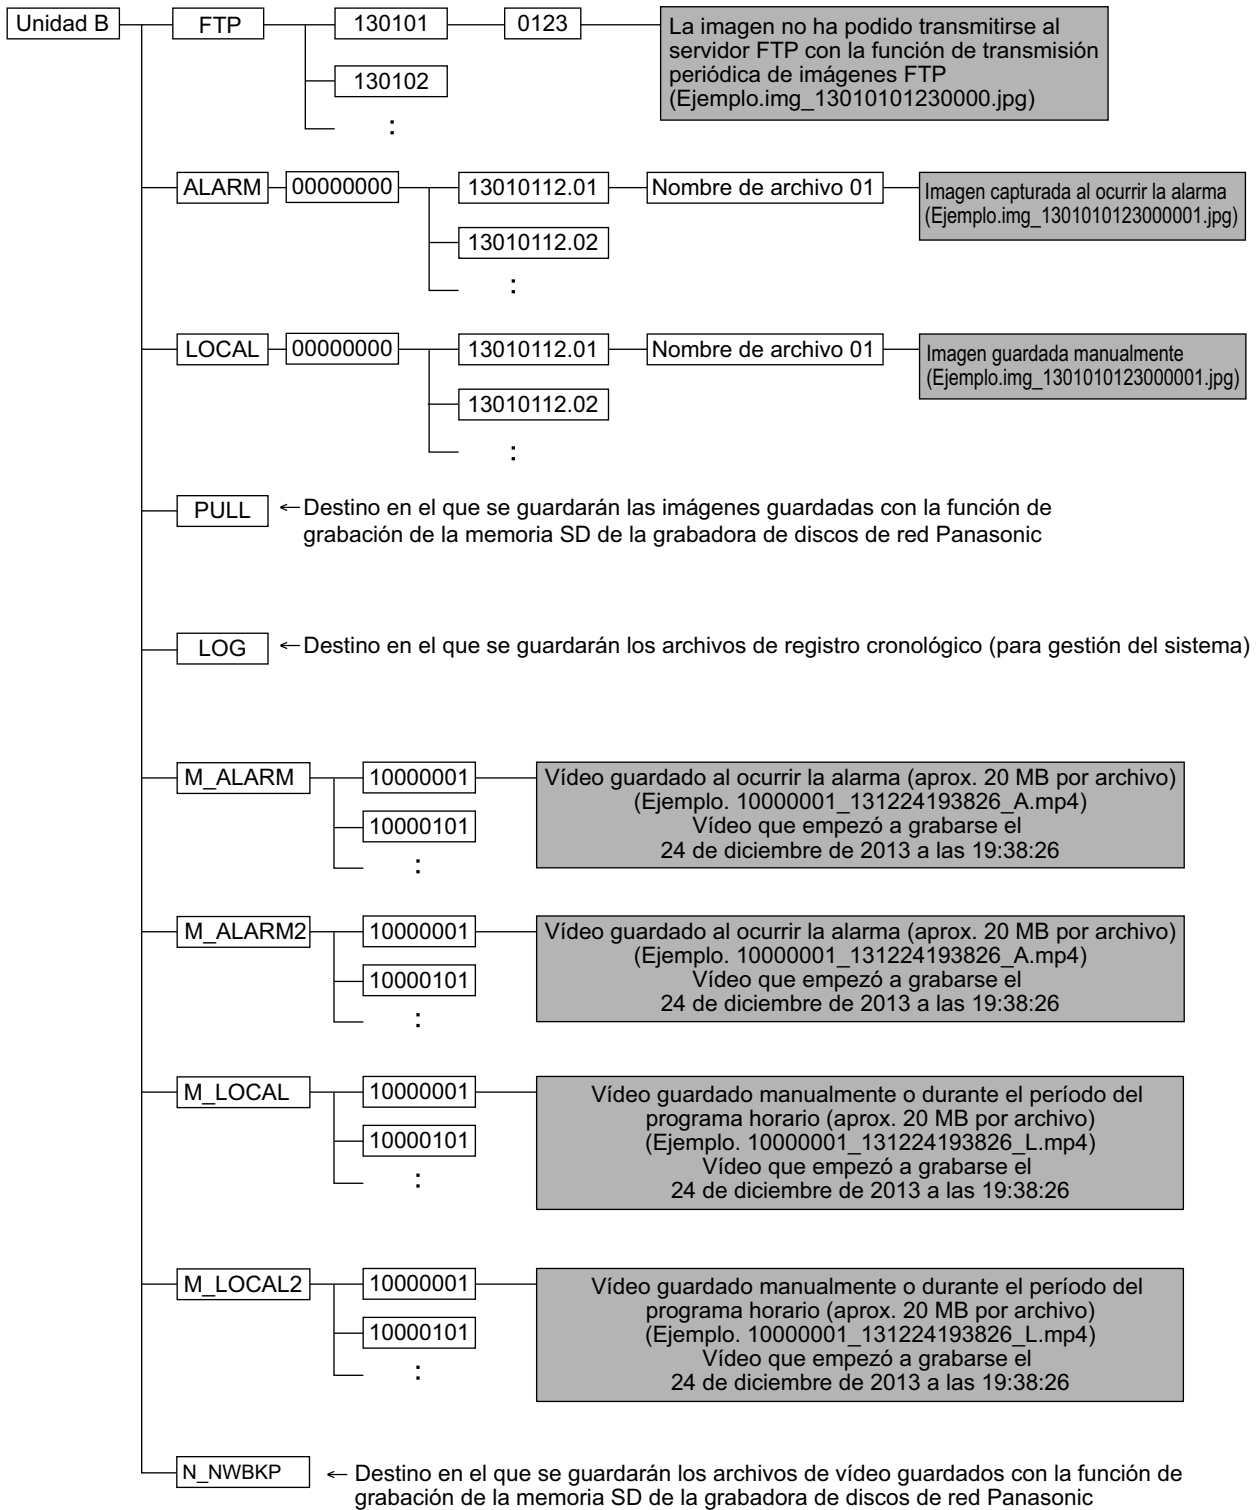 Unidad B
FTP
130101
0123
La imagen no ha podido transmitirse al
servidor FTP con la función de transmisión
periódica de imágenes FTP
(Ejemplo.img_13010101230000.jpg)
130102
:
ALARM
00000000
13010112.01
Nombre de archivo 01
Imagen capturada al ocurrir la alarma
(Ejemplo.img_1301010123000001.jpg)
13010112.02
:
LOCAL
00000000
13010112.01
Nombre de archivo 01
Imagen guardada manualmente
(Ejemplo.img_1301010123000001.jpg)
13010112.02
:
PULL
← Destino en el que se guardarán las imágenes guardadas con la función de
grabación de la memoria SD de la grabadora de discos de red Panasonic
LOG
← Destino en el que se guardarán los archivos de registro cronológico (para gestión del sistema)
M_ALARM
10000001
Vídeo guardado al ocurrir la alarma (aprox. 20 MB por archivo)
(Ejemplo. 10000001_131224193826_A.mp4)
Vídeo que empezó a grabarse el
24 de diciembre de 2013 a las 19:38:26
10000101
:
M_ALARM2
10000001
Vídeo guardado al ocurrir la alarma (aprox. 20 MB por archivo)
(Ejemplo. 10000001_131224193826_A.mp4)
Vídeo que empezó a grabarse el
24 de diciembre de 2013 a las 19:38:26
10000101
:
M_LOCAL
10000001
Vídeo guardado manualmente o durante el período del
programa horario (aprox. 20 MB por archivo)
(Ejemplo. 10000001_131224193826_L.mp4)
Vídeo que empezó a grabarse el
24 de diciembre de 2013 a las 19:38:26
10000101
:
M_LOCAL2
10000001
Vídeo guardado manualmente o durante el período del
programa horario (aprox. 20 MB por archivo)
(Ejemplo. 10000001_131224193826_L.mp4)
Vídeo que empezó a grabarse el
24 de diciembre de 2013 a las 19:38:26
10000101
:
N_NWBKP
← Destino en el que se guardarán los archivos de vídeo guardados con la función de
grabación de la memoria SD de la grabadora de discos de red Panasonic